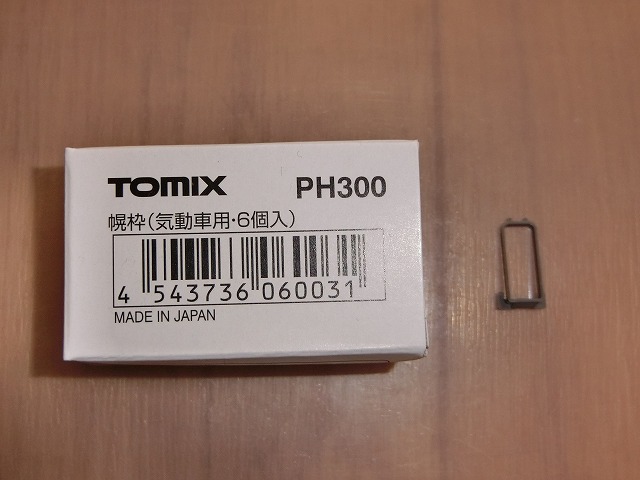 TOMIX PH300
幌枠(気動車用・6個入)
4 543736 060031
MADE IN JAPAN